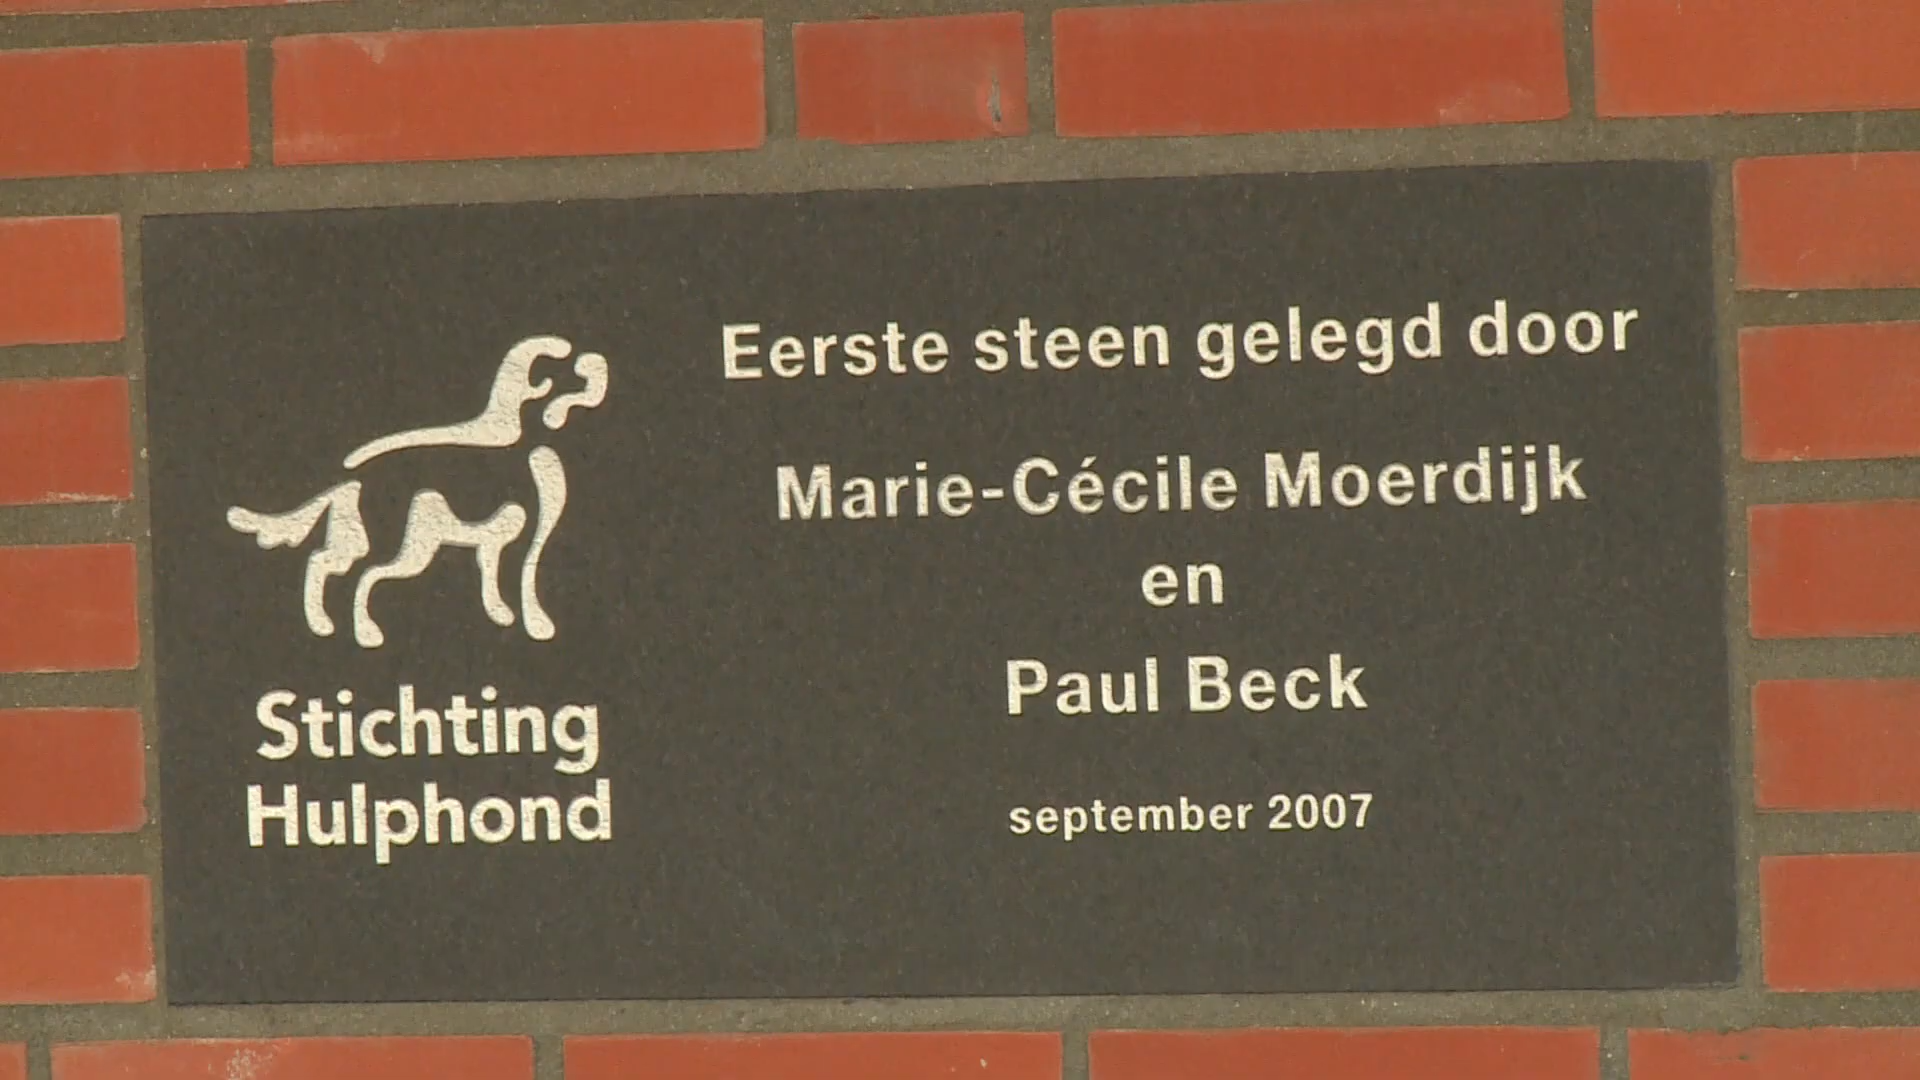 Stichting
Hulphond
Eerste steen gelegd door
Marie-Cécile Moerdijk
en
Paul Beck
september 2007